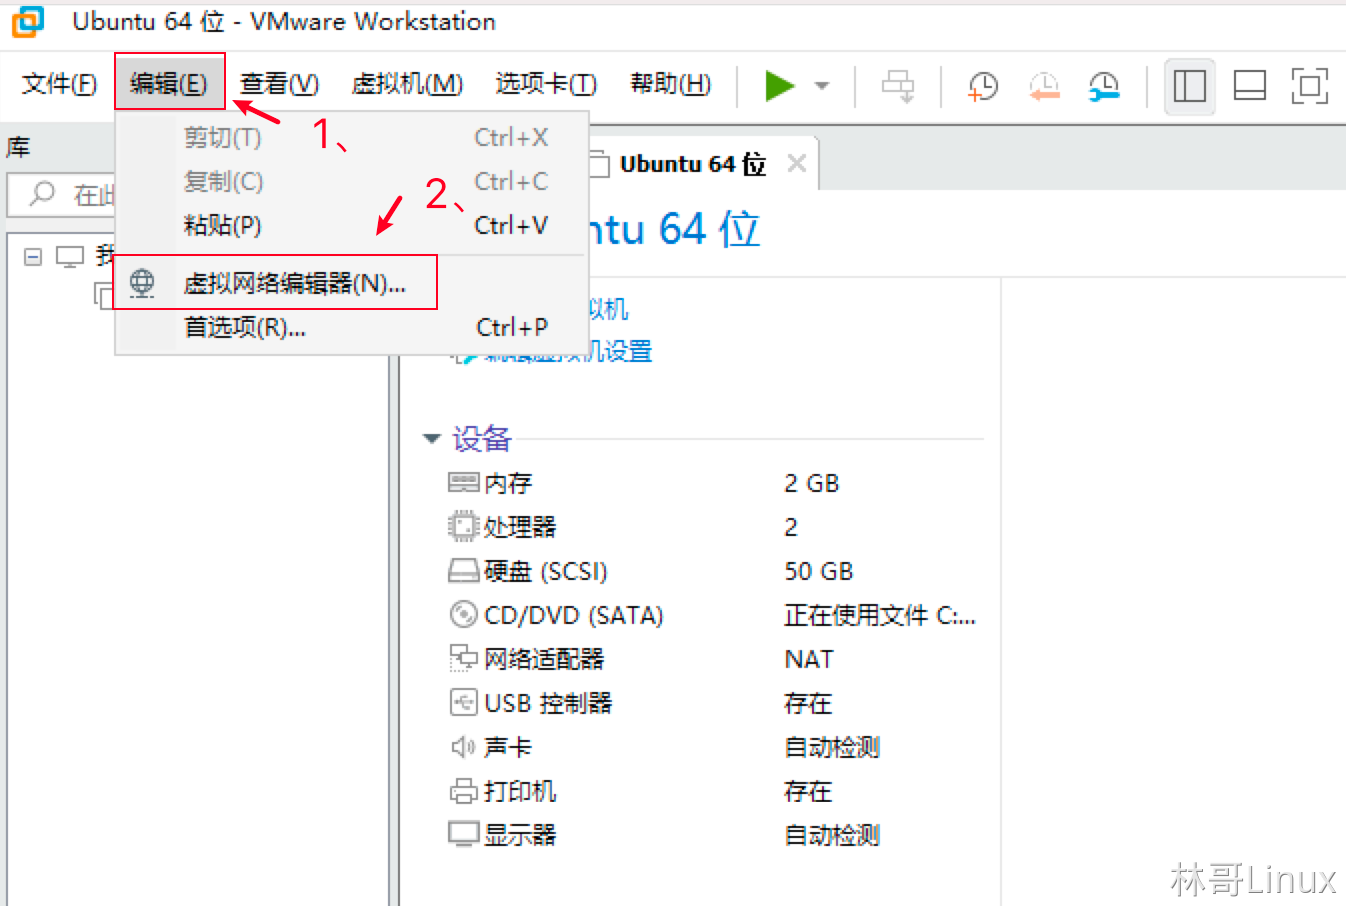 Ubuntu 64 位 - VMware Workstation
文件(F) 编辑(E) 查看(V) 虚拟机(M) 选项卡(T) 帮助(H)
1、
库
剪切(T) Ctrl+X
Ubuntu 64 位
在此
复制(C) Ctrl+C
2、
粘贴(P) Ctrl+V
ntu 64 位
我
虚拟网络编辑器(N)...
拟机
首选项(R)... Ctrl+P
编辑虚拟机设置
设备
内存 2 GB
处理器 2
硬盘 (SCSI) 50 GB
CD/DVD (SATA) 正在使用文件 C:...
网络适配器 NAT
USB 控制器 存在
声卡 自动检测
打印机 存在
显示器 自动检测
林哥Linux